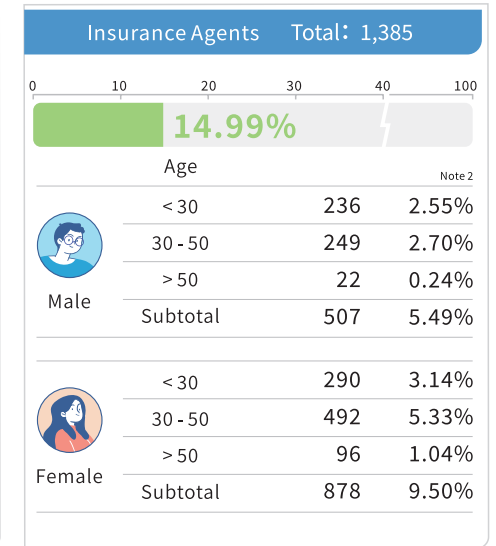 Insurance Agents Total： 1,385
0 10 20 30 40 100
14.99%
Age
Note 2
< 30 236 2.55%
30 - 50 249 2.70%
> 50 22 0.24%
Male
Subtotal 507 5.49%
< 30 290 3.14%
30 - 50 492 5.33%
> 50 96 1.04%
Female
Subtotal 878 9.50%